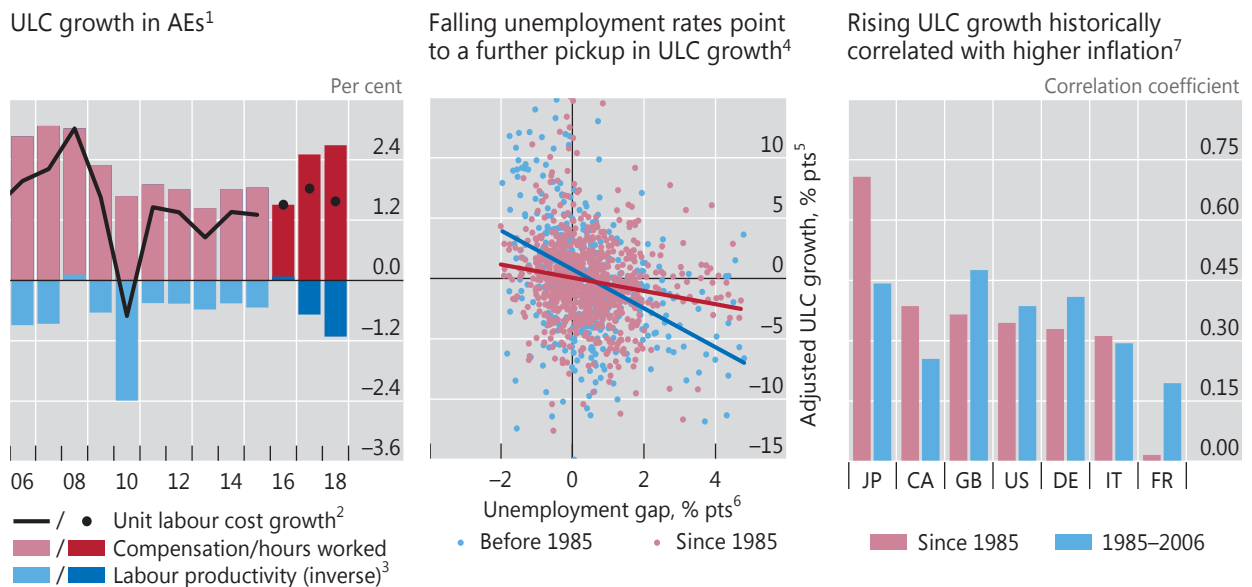 ULC growth in AEs¹
Per cent
2.4
1.2
0.0
–1.2
–2.4
–3.6
06 08 10 12 14 16 18
/ Unit labour cost growth²
/ Compensation/hours worked
/ Labour productivity (inverse)³
Falling unemployment rates point
to a further pickup in ULC growth⁴
10
5
0
–5
–10
–15
Adjusted ULC growth, % pts⁵
–2 0 2 4
Unemployment gap, % pts⁶
Before 1985 Since 1985
Rising ULC growth historically
correlated with higher inflation⁷
Correlation coefficient
0.75
0.60
0.45
0.30
0.15
0.00
JP CA GB US DE IT FR
Since 1985 1985–2006